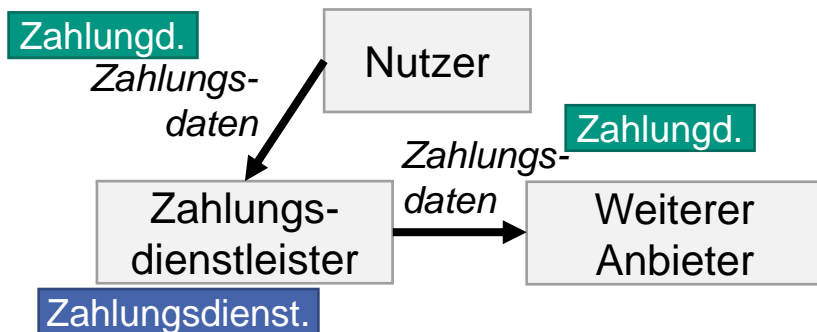 Zahlungd.
Nutzer
Zahlungs-
daten
Zahlungd.
Zahlungs-
daten
Zahlungs-
dienstleister
Weiterer
Anbieter
Zahlungsdienst.